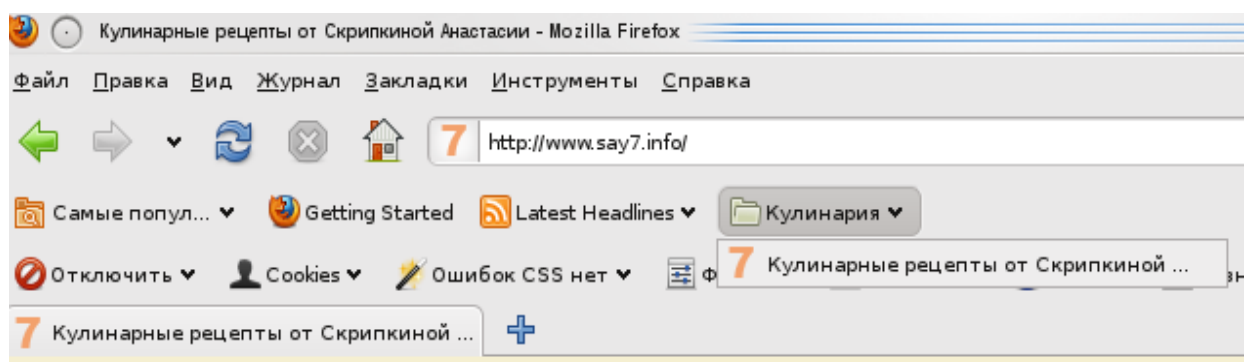 Кулинарные рецепты от Скрипкиной Анастасии - Mozilla Firefox
Файл Правка Вид Журнал Закладки Инструменты Справка
7 http://www.say7.info/
Самые попул... Getting Started Latest Headlines Кулинария
7 Кулинарные рецепты от Скрипкиной ...
Отключить Cookies Ошибок CSS нет
7 Кулинарные рецепты от Скрипкиной ...